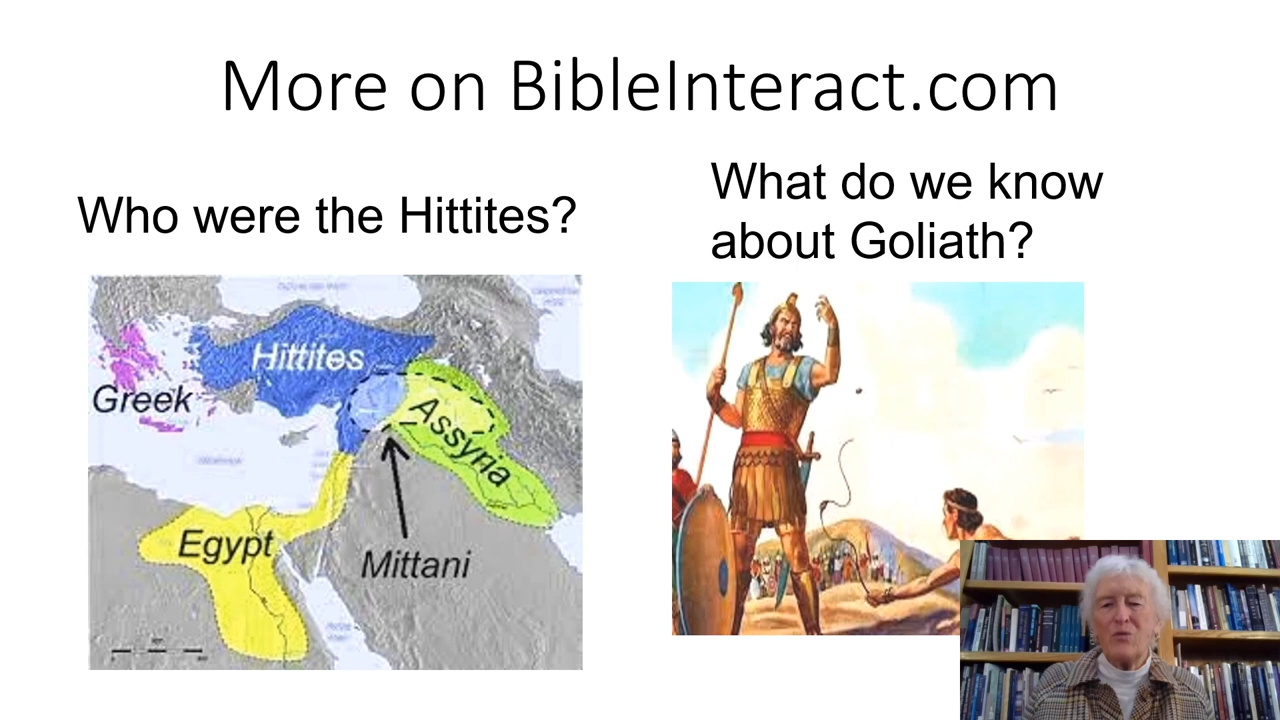 More on BibleInteract.com
Who were the Hittites?
What do we know
about Goliath?
Hittites
Greek
Assyria
Egypt
Mittani